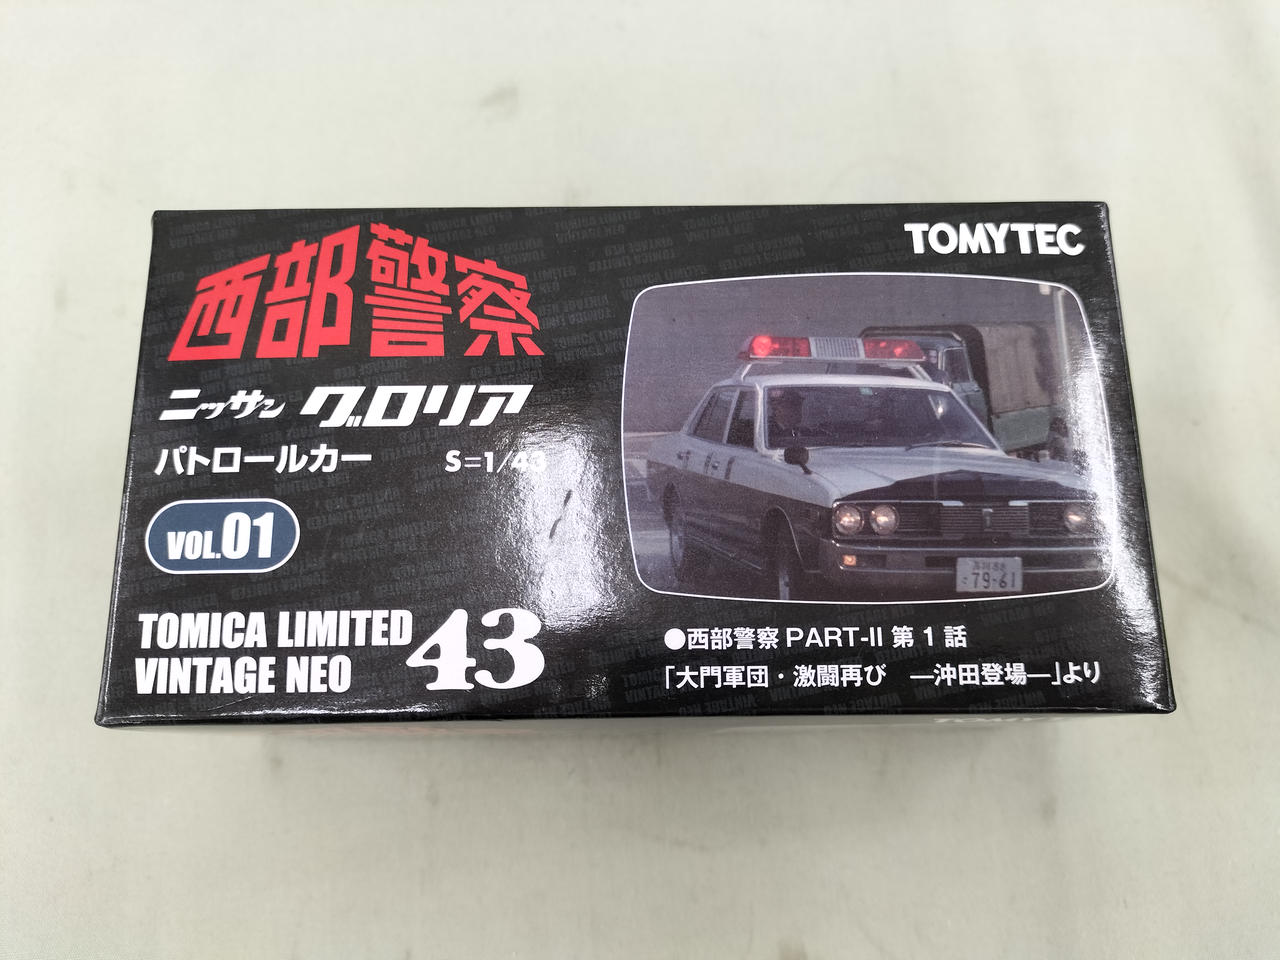 西部警察
ニッサン グロリア
パトロールカー S=1/43
VOL.01
TOMICA LIMITED
VINTAGE NEO 43
TOMYTEC
79-61
●西部警察 PART-II 第1話
「大門軍団・激闘再び ―沖田登場―」より